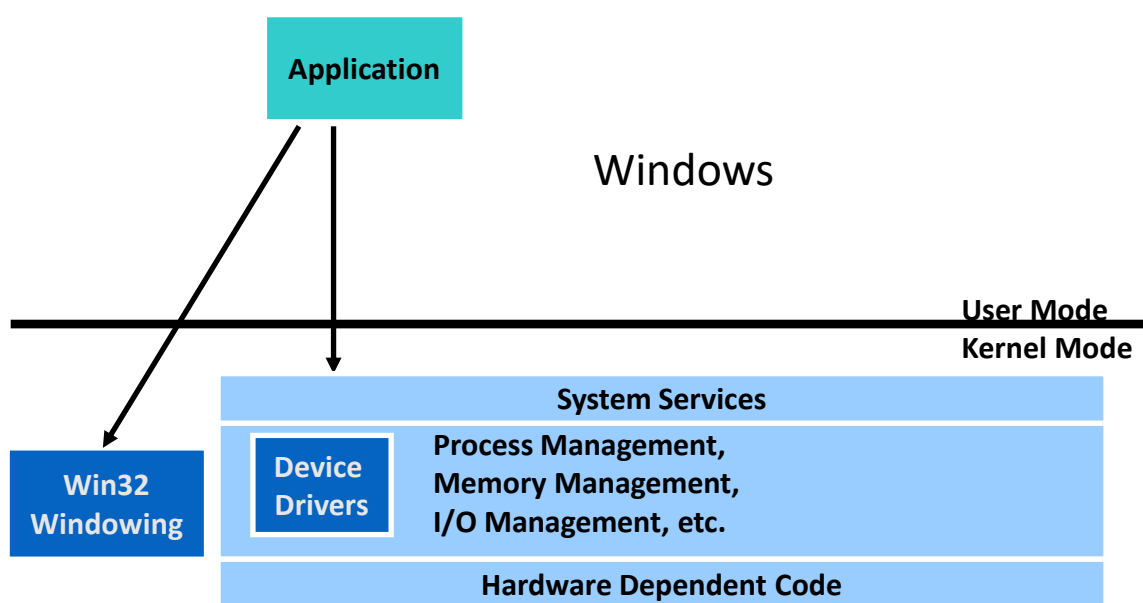 Application
Windows
User Mode
Kernel Mode
System Services
Win32
Windowing
Device
Drivers
Process Management,
Memory Management,
I/O Management, etc.
Hardware Dependent Code